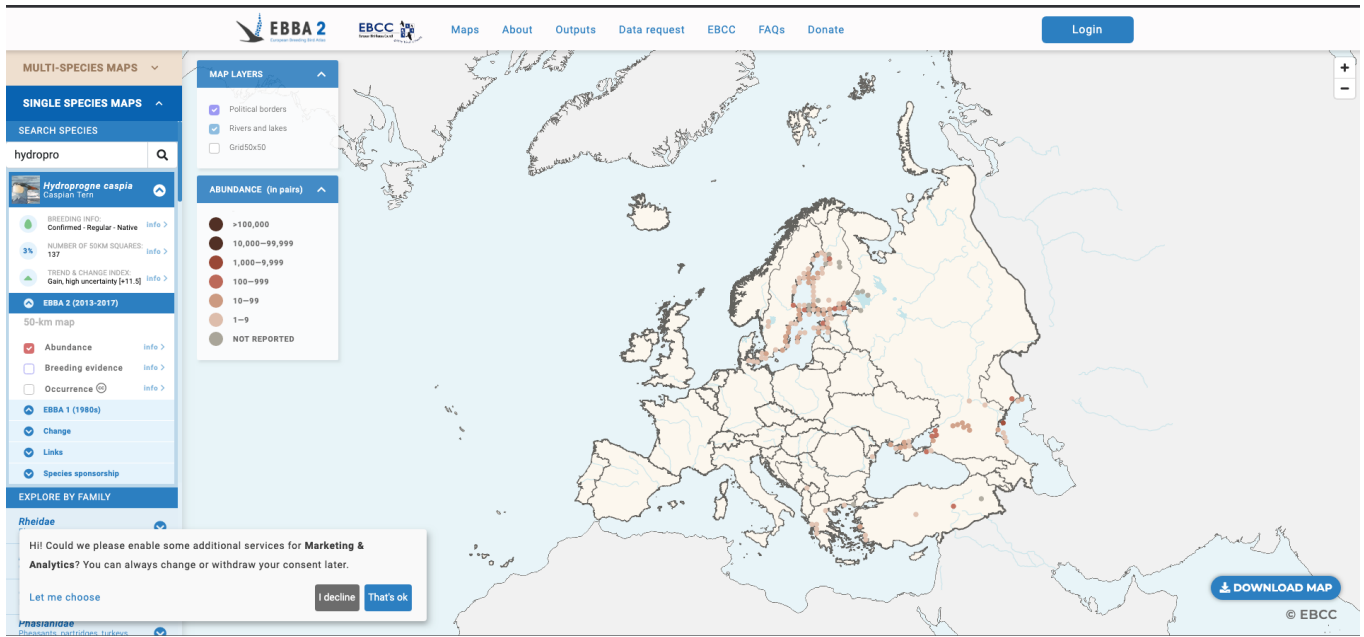 EBBA 2
European Breeding Bird Atlas
EBCC
Maps
About
Outputs
Data request
EBCC
FAQs
Donate
Login
MULTI-SPECIES MAPS
SINGLE SPECIES MAPS
SEARCH SPECIES
hydropro
Hydroprogne caspia
Caspian Tern
BREEDING INFO:
Confirmed - Regular - Native
Info >
3%
NUMBER OF 50KM SQUARES:
137
Info >
TREND & CHANGE INDEX:
Gain, high uncertainty [+11.5]
Info >
EBBA 2 (2013-2017)
50-km map
Abundance
Info >
Breeding evidence
Info >
Occurrence
Info >
EBBA 1 (1980s)
Change
Links
Species sponsorship
EXPLORE BY FAMILY
Rheidae
Phasianidae
Pheasants, partridges, turkeys
MAP LAYERS
Political borders
Rivers and lakes
Grid50x50
ABUNDANCE (in pairs)
>100,000
10,000–99,999
1,000–9,999
100–999
10–99
1–9
NOT REPORTED
+
−
Hi! Could we please enable some additional services for Marketing &
Analytics? You can always change or withdraw your consent later.
Let me choose
I decline
That's ok
DOWNLOAD MAP
© EBCC